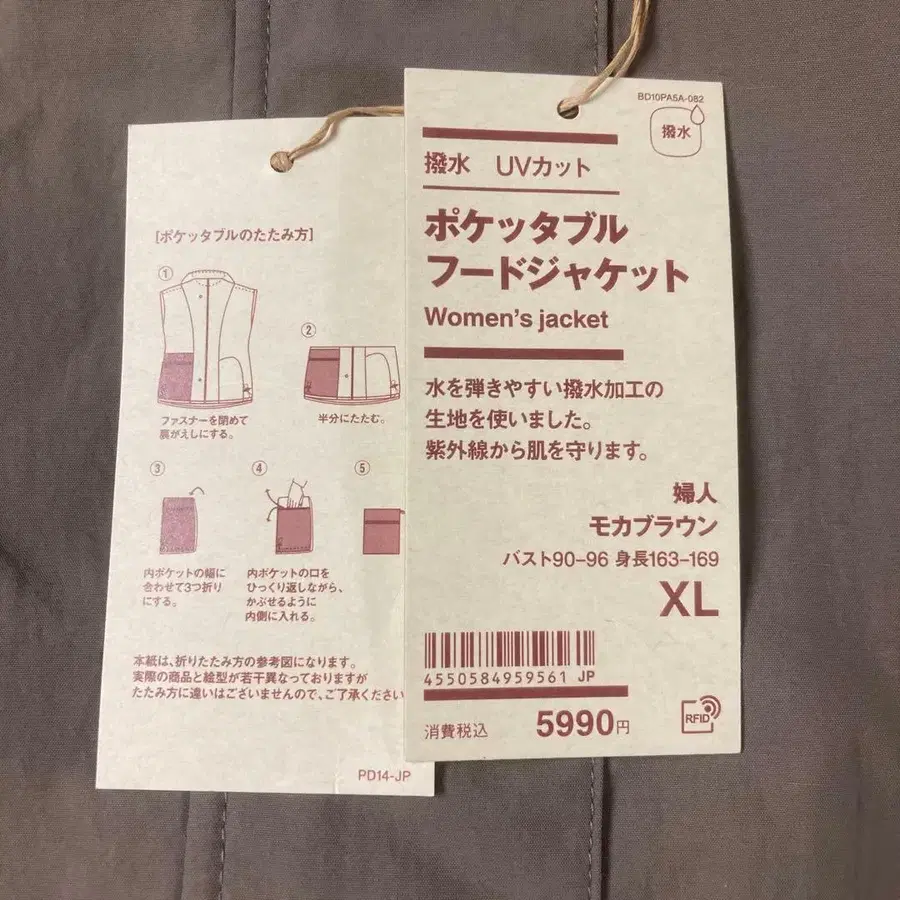 [ポケッタブルのたたみ方]
①
ファスナーを閉めて
裏がえしにする。
②
半分にたたむ。
③
内ポケットの幅に
合わせて3つ折り
にする。
④
内ポケットの口を
ひっくり返しながら、
かぶせるように
内側に入れる。
⑤
本紙は、折りたたみ方の参考図になります。
実際の商品と絵型が若干異なっておりますが
たたみ方に違いはございませんので、ご了承ください
PD14-JP
BD10PA5A-082
撥水
撥水 UVカット
ポケッタブル
フードジャケット
Women's jacket
水を弾きやすい撥水加工の
生地を使いました。
紫外線から肌を守ります。
婦人
モカブラウン
バスト90-96 身長163-169
XL
4550584959561 JP
消費税込 5990円
RFID